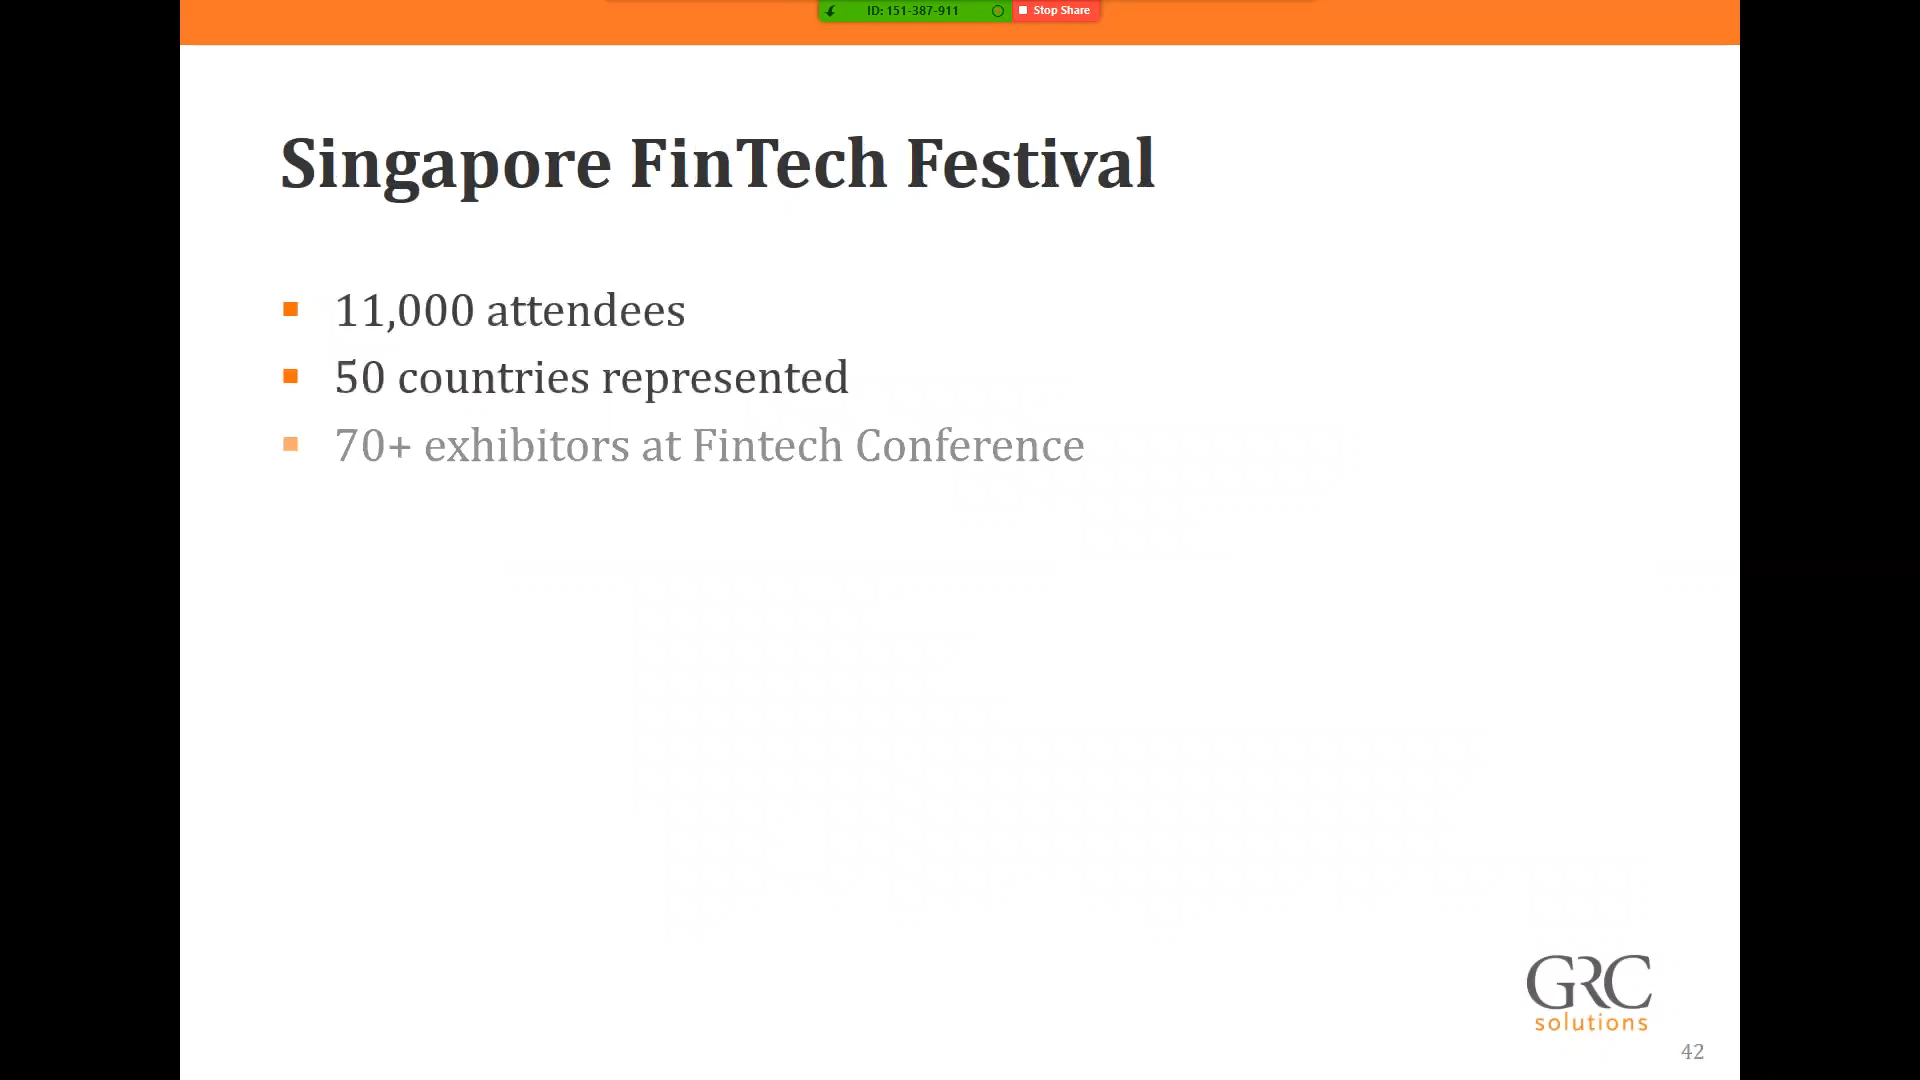 ID: 151-387-911 Stop Share
Singapore FinTech Festival
11,000 attendees
50 countries represented
70+ exhibitors at Fintech Conference
GRC
solutions
42